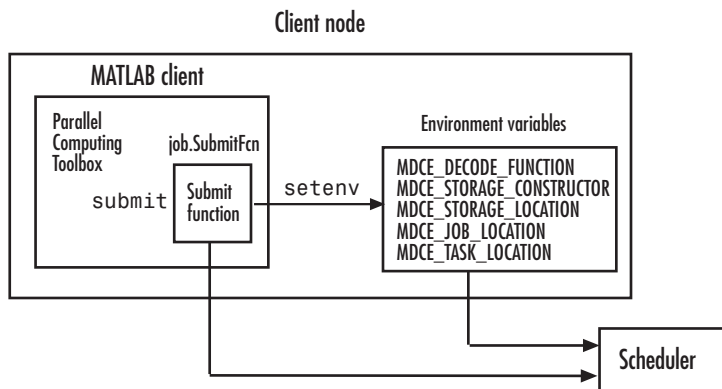 Client node
MATLAB client
Parallel
Computing
Toolbox
job.SubmitFcn
submit
Submit
function
setenv
Environment variables
MDCE_DECODE_FUNCTION
MDCE_STORAGE_CONSTRUCTOR
MDCE_STORAGE_LOCATION
MDCE_JOB_LOCATION
MDCE_TASK_LOCATION
Scheduler